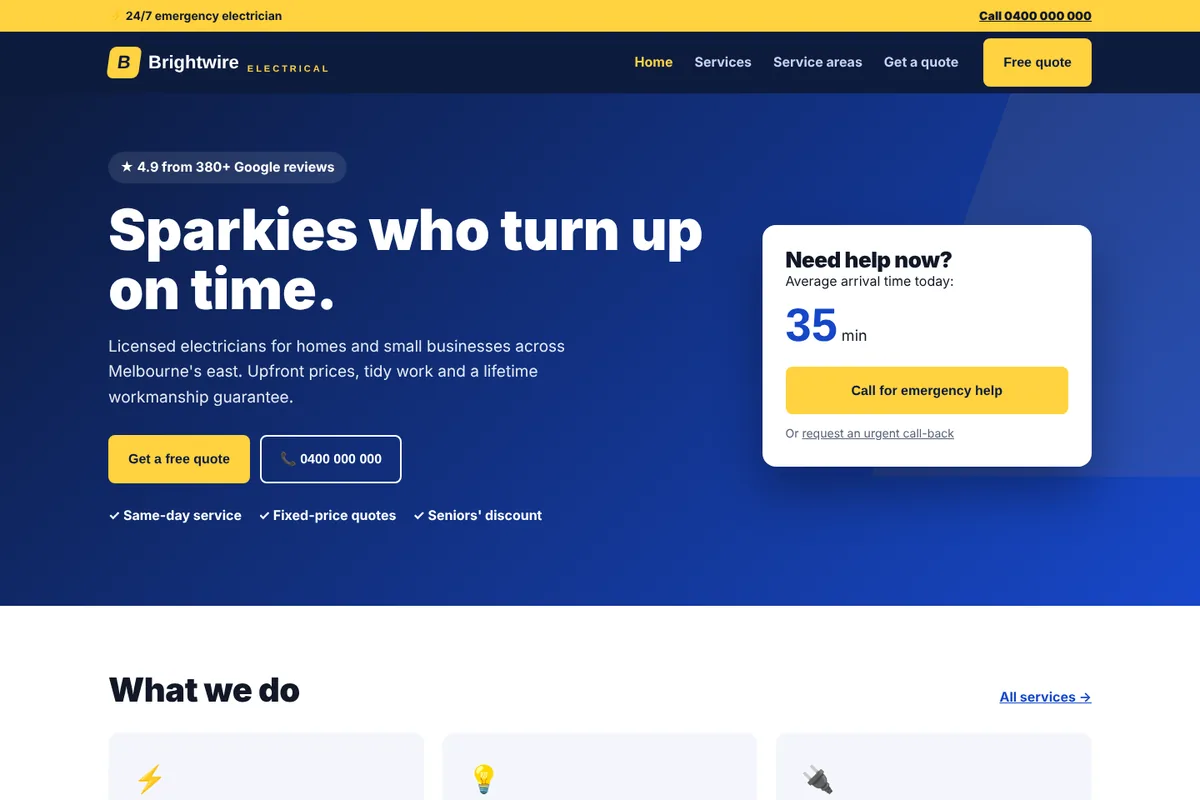 ⚡ 24/7 emergency electrician
Call 0400 000 000
B Brightwire ELECTRICAL
Home Services Service areas Get a quote Free quote
★ 4.9 from 380+ Google reviews
Sparkies who turn up
on time.
Licensed electricians for homes and small businesses across
Melbourne's east. Upfront prices, tidy work and a lifetime
workmanship guarantee.
Get a free quote
📞 0400 000 000
✓ Same-day service ✓ Fixed-price quotes ✓ Seniors' discount
Need help now?
Average arrival time today:
35 min
Call for emergency help
Or request an urgent call-back
What we do
All services →